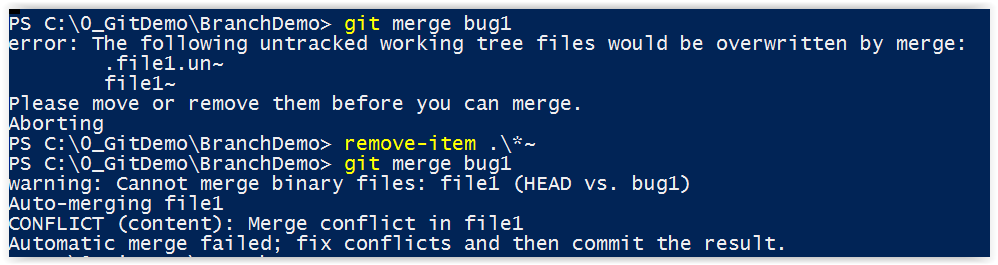 PS C:\0_GitDemo\BranchDemo> git merge bug1
error: The following untracked working tree files would be overwritten by merge:
        .file1.un~
        file1~
Please move or remove them before you can merge.
Aborting
PS C:\0_GitDemo\BranchDemo> remove-item .\*~
PS C:\0_GitDemo\BranchDemo> git merge bug1
warning: Cannot merge binary files: file1 (HEAD vs. bug1)
Auto-merging file1
CONFLICT (content): Merge conflict in file1
Automatic merge failed; fix conflicts and then commit the result.